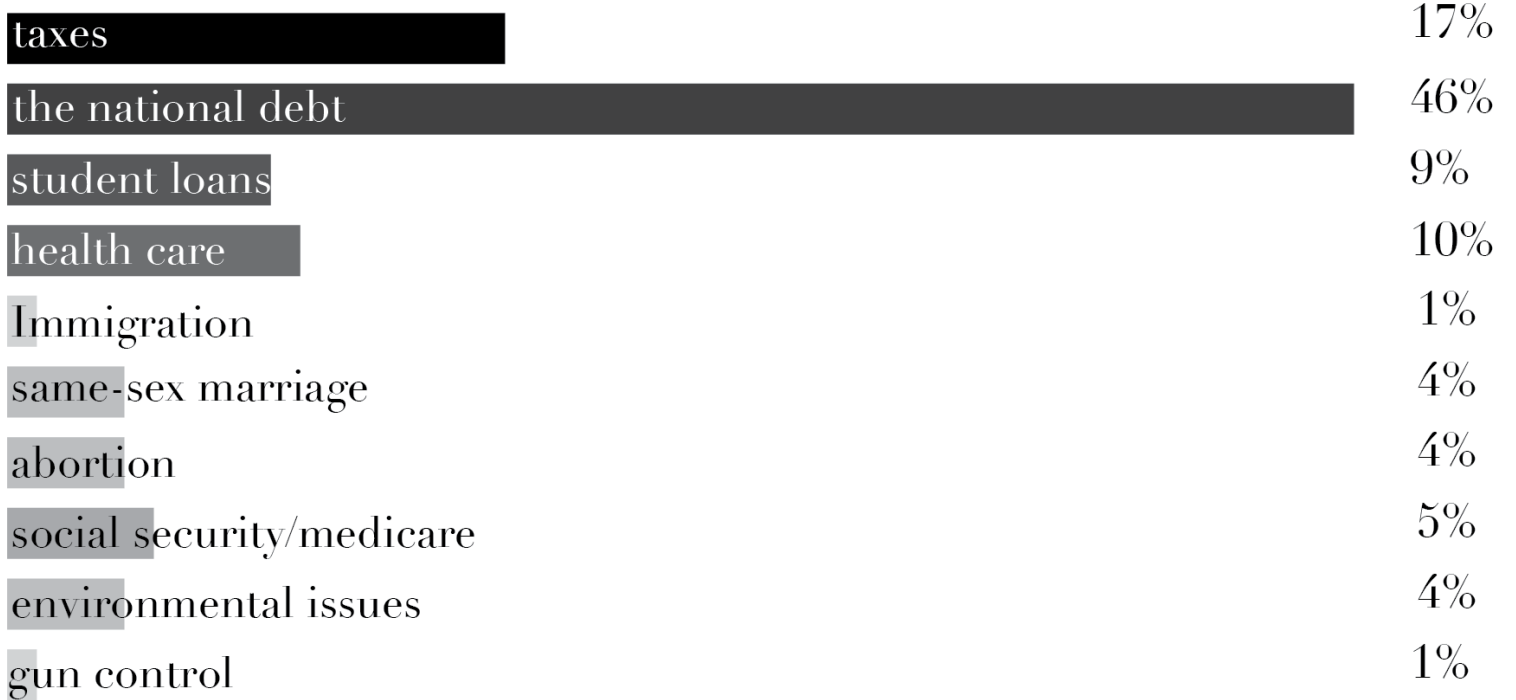 taxes 17%
the national debt 46%
student loans 9%
health care 10%
Immigration 1%
same-sex marriage 4%
abortion 4%
social security/medicare 5%
environmental issues 4%
gun control 1%